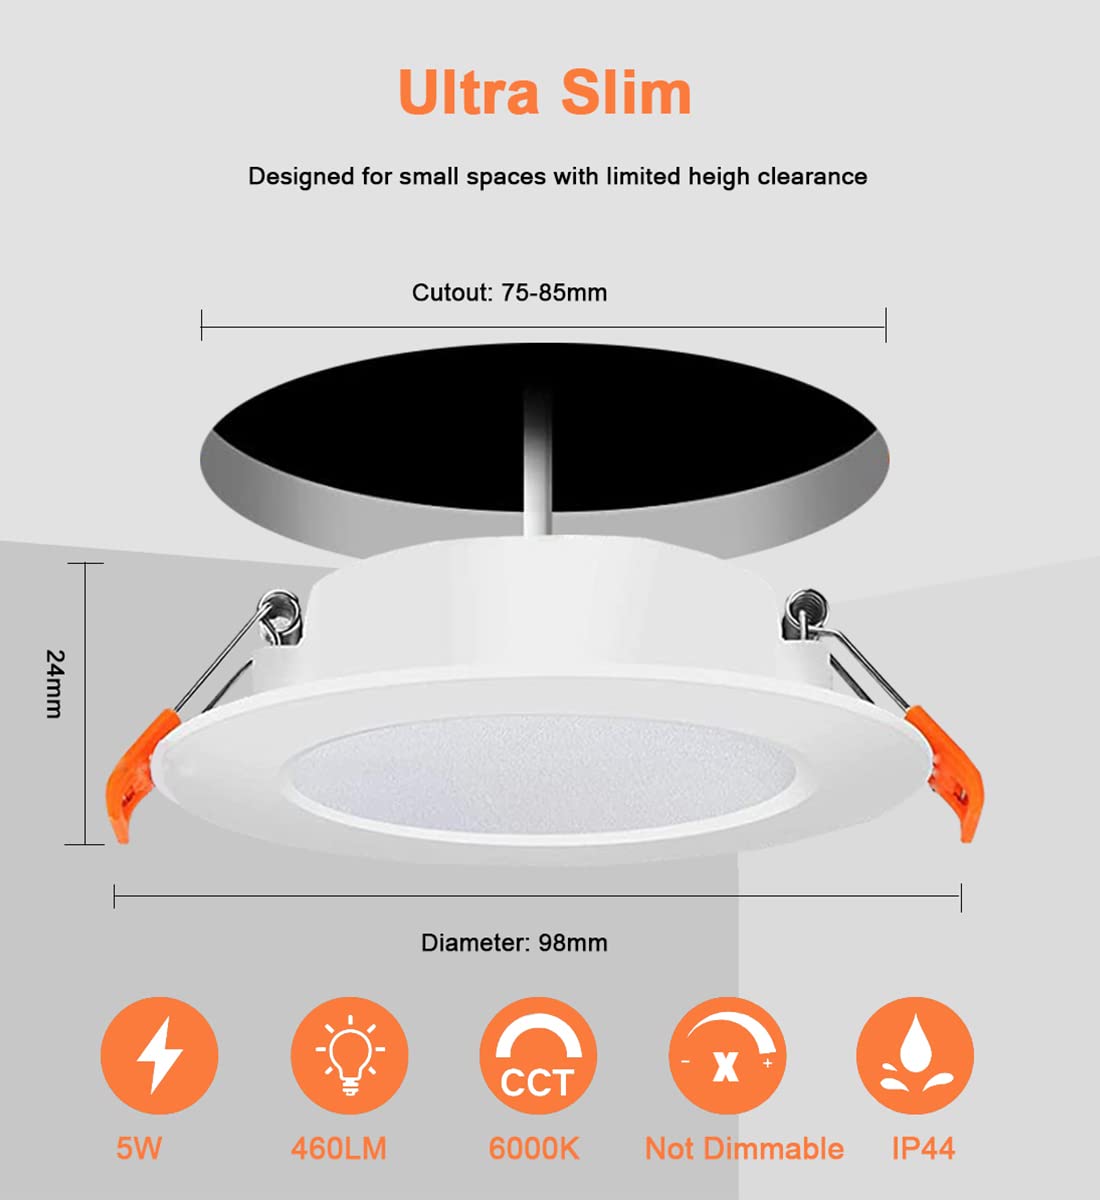 Ultra Slim
Designed for small spaces with limited heigh clearance
Cutout: 75-85mm
24mm
Diameter: 98mm
CCT
- x +
5W
460LM
6000K
Not Dimmable
IP44